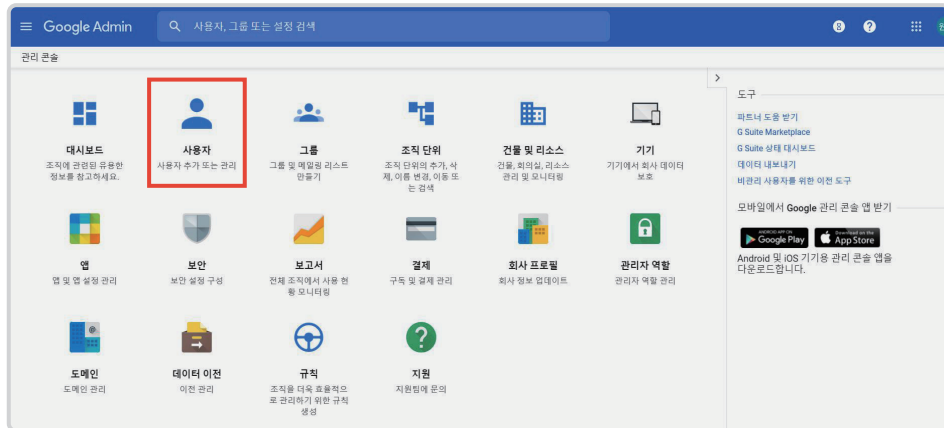 Google Admin
사용자, 그룹 또는 설정 검색
관리 콘솔
대시보드
조직에 관련된 유용한
정보를 참고하세요.
사용자
사용자 추가 또는 관리
그룹
그룹 및 메일링 리스트
만들기
조직 단위
조직 단위의 추가, 삭
제, 이름 변경, 이동 또
는 검색
건물 및 리소스
건물, 회의실, 리소스
관리 및 모니터링
기기
기기에서 회사 데이터
보호
앱
앱 및 앱 설정 관리
보안
보안 설정 구성
보고서
전체 조직에서 사용 현
황 모니터링
결제
구독 및 결제 관리
회사 프로필
회사 정보 업데이트
관리자 역할
관리자 역할 관리
도메인
도메인 관리
데이터 이전
이전 관리
규칙
조직을 더욱 효율적으
로 관리하기 위한 규칙
생성
지원
지원팀에 문의
도구
파트너 도움 받기
G Suite Marketplace
G Suite 상태 대시보드
데이터 내보내기
비관리 사용자를 위한 이전 도구
모바일에서 Google 관리 콘솔 앱 받기
ANDROID APP ON
Google Play
Download on the
App Store
Android 및 iOS 기기용 관리 콘솔 앱을
다운로드합니다.